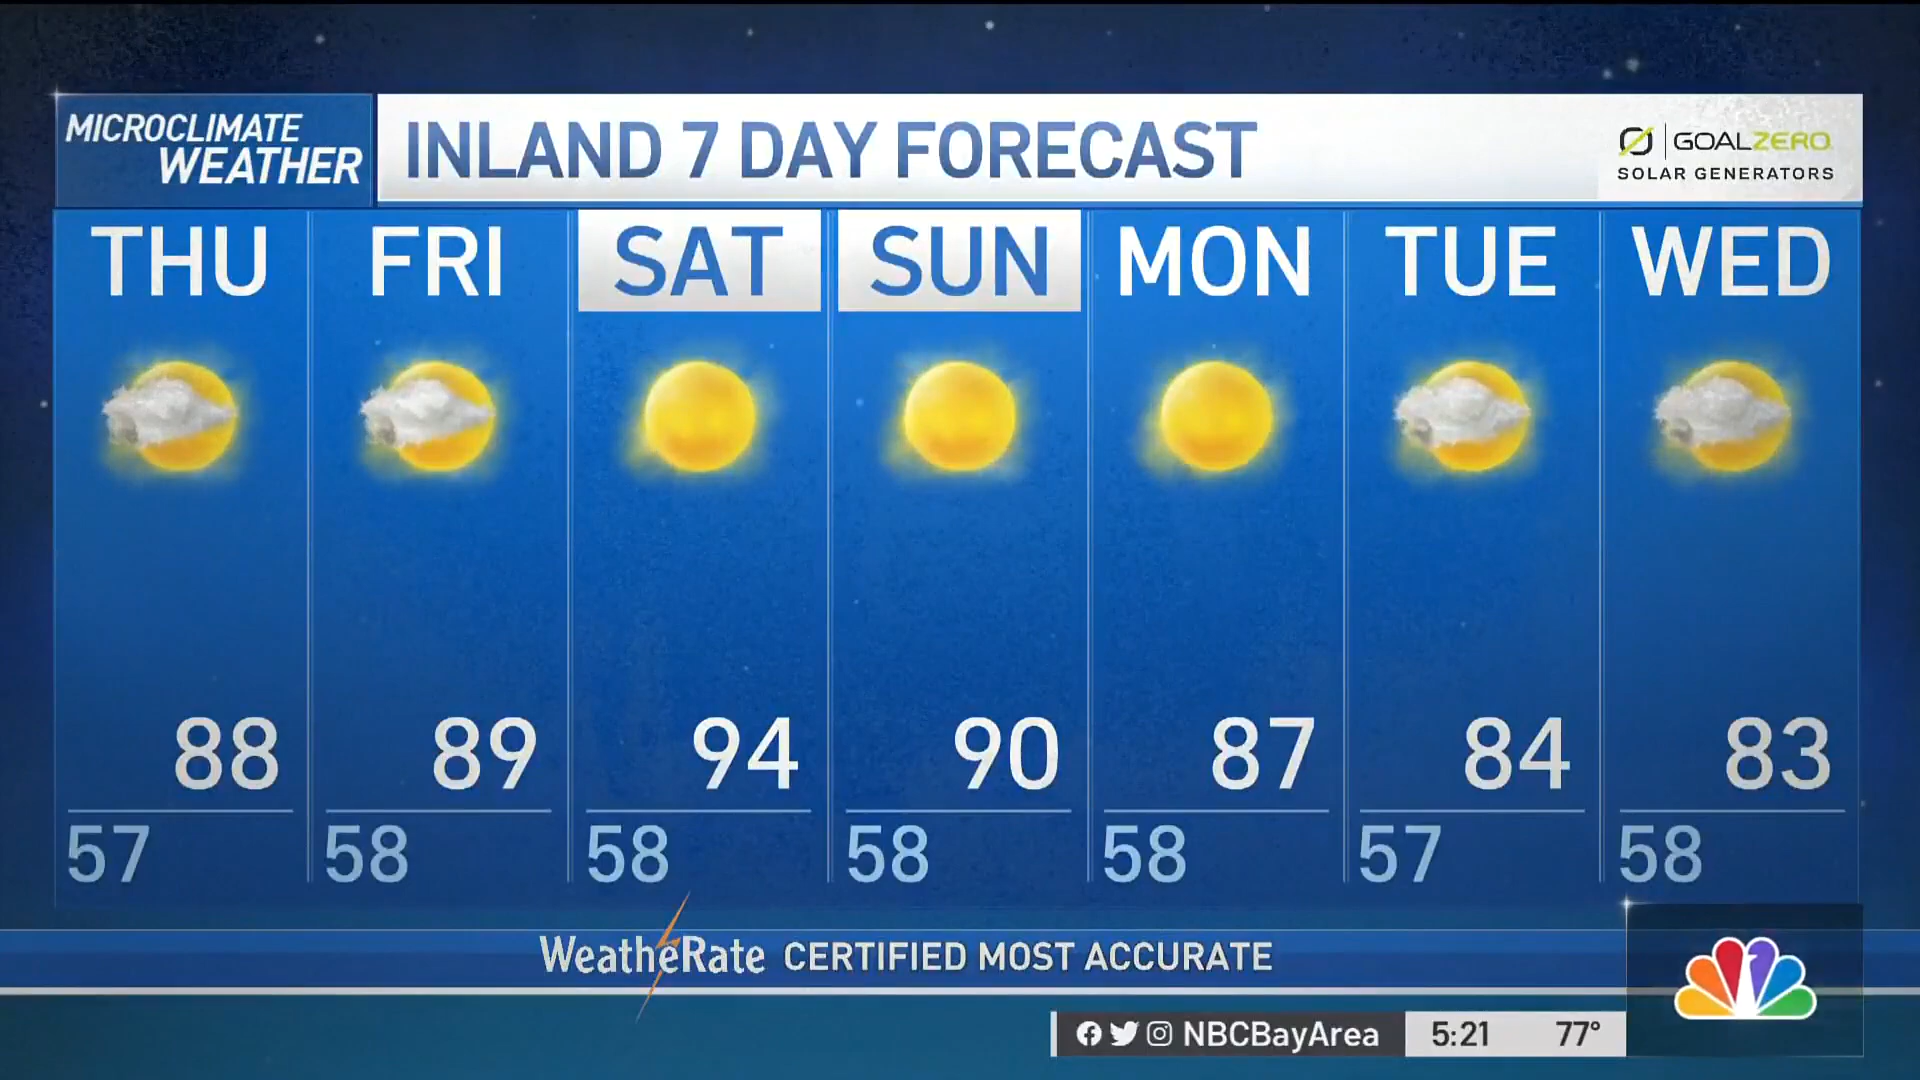 MICROCLIMATE
WEATHER
INLAND 7 DAY FORECAST
GOALZERO
SOLAR GENERATORS
THU FRI SAT SUN MON TUE WED
88 89 94 90 87 84 83
57 58 58 58 58 57 58
WeatheRate CERTIFIED MOST ACCURATE
NBCBayArea 5:21 77°